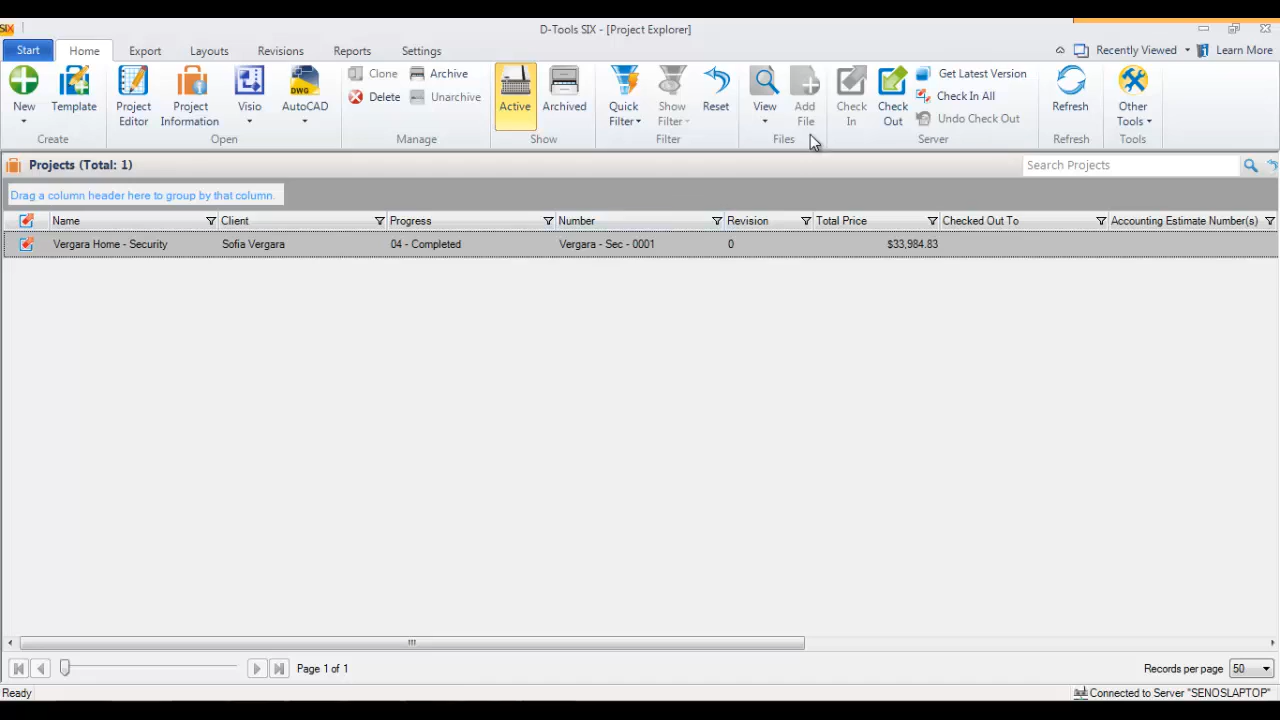 SIX
D-Tools SIX - [Project Explorer]
Start Home Export Layouts Revisions Reports Settings Recently Viewed Learn More
New Template Project Editor Project Information Visio AutoCAD
Clone Archive
Delete Unarchive
Active Archived Quick Filter Show Filter Reset View Add File Check In Check Out
Get Latest Version
Check In All
Undo Check Out
Refresh Other Tools
Create Open Manage Show Filter Files Server Refresh Tools
Projects (Total: 1) Search Projects
Drag a column header here to group by that column.
Name Client Progress Number Revision Total Price Checked Out To Accounting Estimate Number(s)
Vergara Home - Security Sofia Vergara 04 - Completed Vergara - Sec - 0001 0 $33,984.83
Page 1 of 1 Records per page 50
Ready Connected to Server "SENOSLAPTOP"